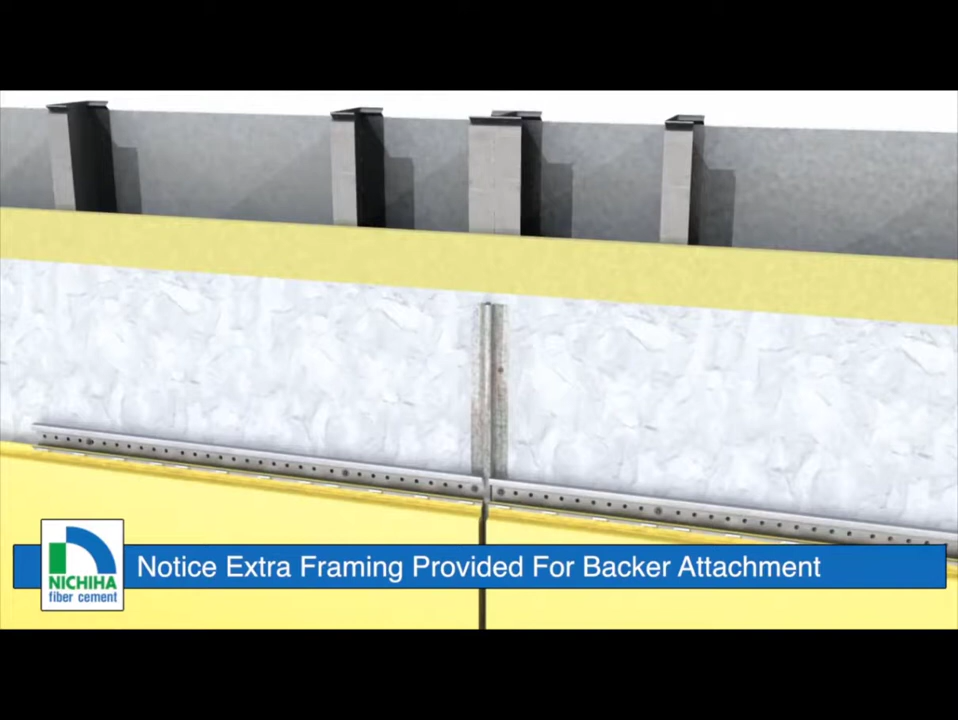 NICHIHA
fiber cement
Notice Extra Framing Provided For Backer Attachment